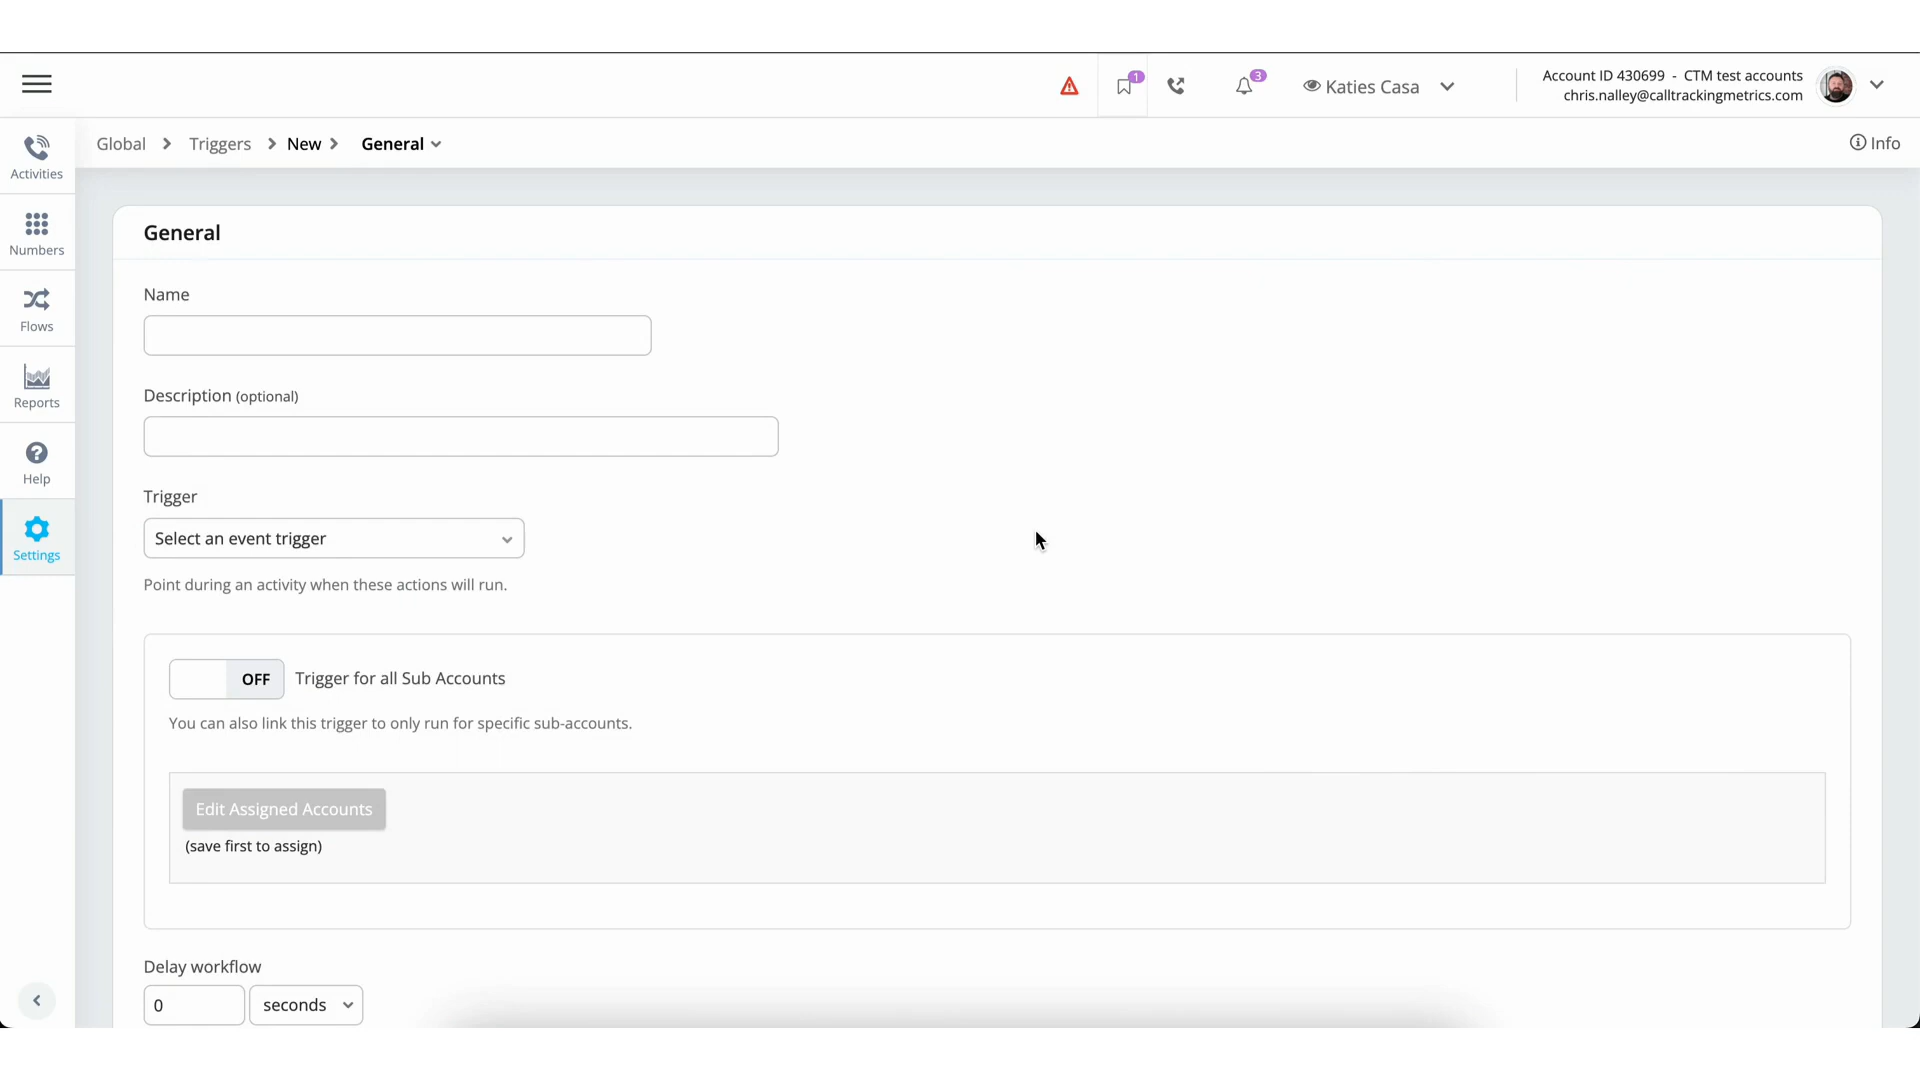 1
3
Katies Casa
Account ID 430699 - CTM test accounts
chris.nalley@calltrackingmetrics.com
Global
Triggers
New
General
Info
Activities
Numbers
Flows
Reports
Help
Settings
General
Name
Description (optional)
Trigger
Select an event trigger
Point during an activity when these actions will run.
OFF Trigger for all Sub Accounts
You can also link this trigger to only run for specific sub-accounts.
Edit Assigned Accounts
(save first to assign)
Delay workflow
0 seconds